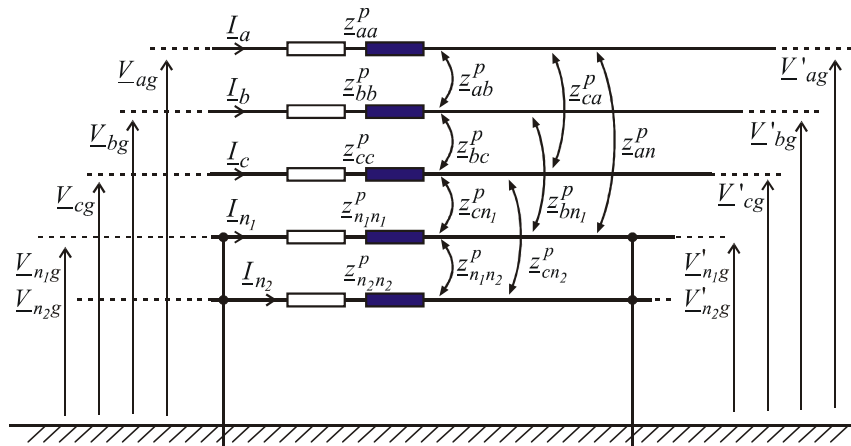 I_a z^p_aa
V_ag V'_ag
I_b z^p_bb z^p_ab z^p_ca
V_bg V'_bg
I_c z^p_cc z^p_bc z^p_an
V_cg V'_cg
I_n1 z^p_n1n1 z^p_cn1 z^p_bn1
V_n1g z^p_n1n2 z^p_cn2 V'_n1g
V_n2g I_n2 z^p_n2n2 V'_n2g